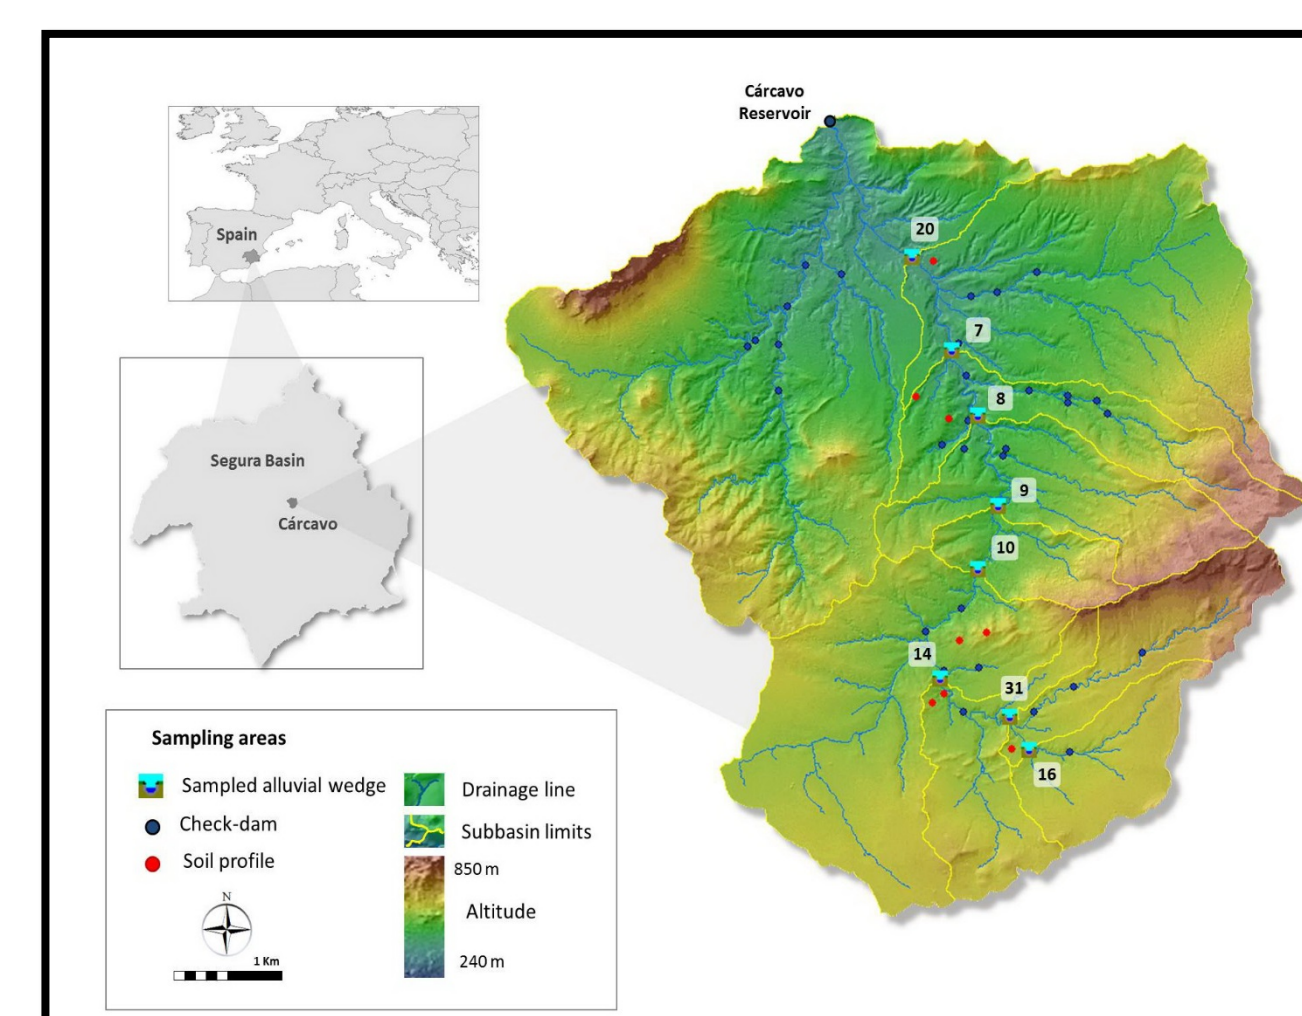 Cárcavo
Reservoir
Spain
Segura Basin
Cárcavo
20
7
8
9
10
14
31
16
Sampling areas
Sampled alluvial wedge
Check-dam
Soil profile
N
1 Km
Drainage line
Subbasin limits
850 m
Altitude
240 m